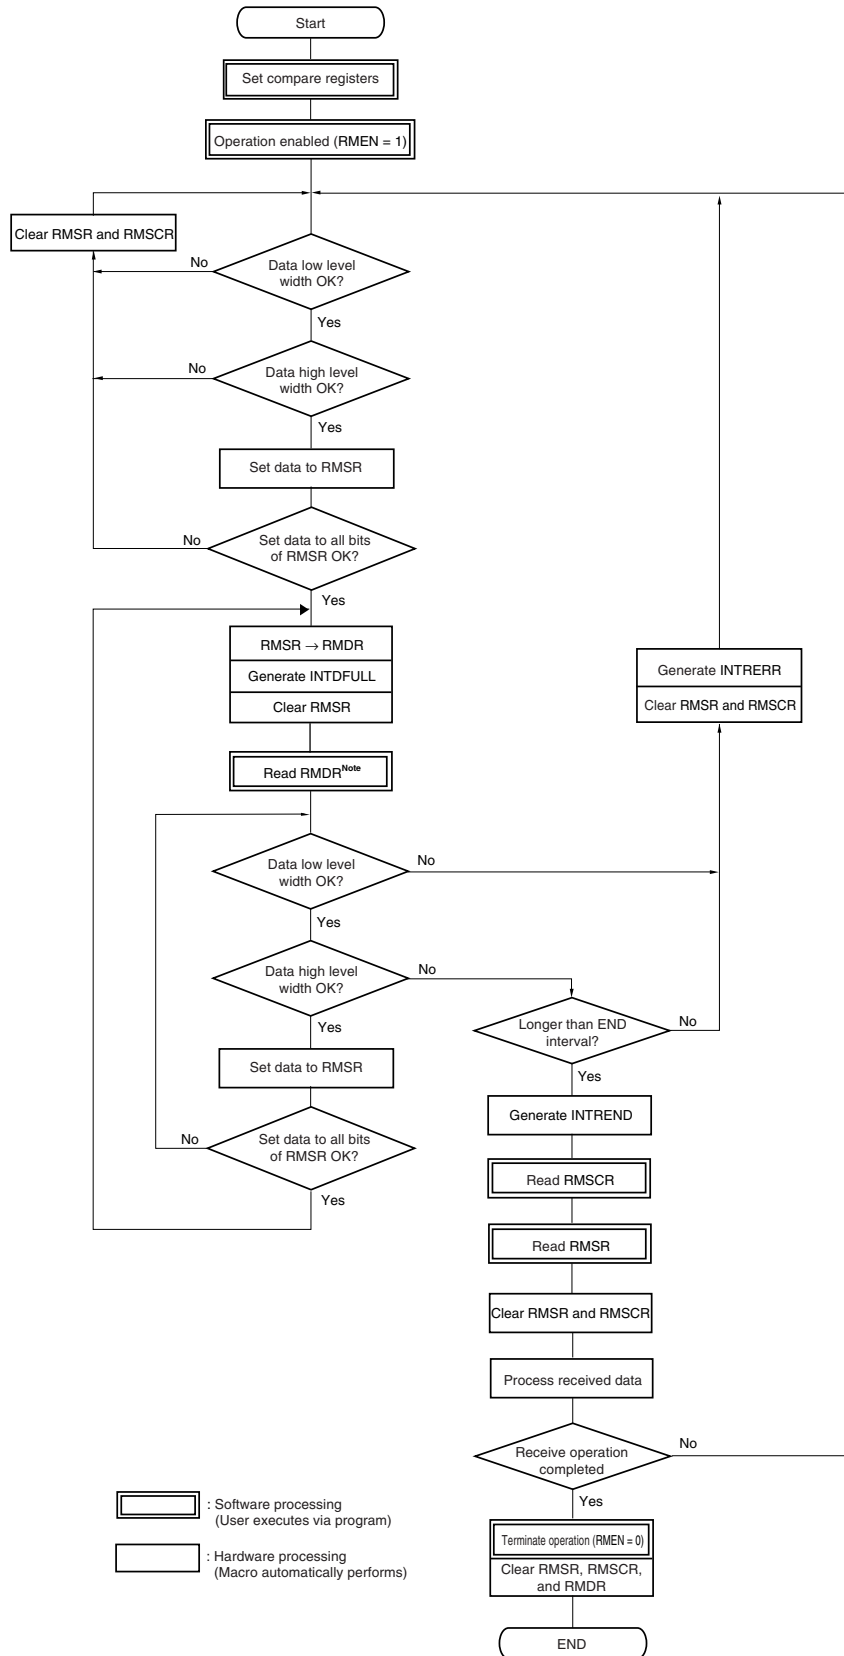 Start
Set compare registers
Operation enabled (RMEN = 1)
Clear RMSR and RMSCR
No
Data low level
width OK?
Yes
No
Data high level
width OK?
Yes
Set data to RMSR
No
Set data to all bits
of RMSR OK?
Yes
RMSR → RMDR
Generate INTDFULL
Clear RMSR
Generate INTRERR
Clear RMSR and RMSCR
Read RMDRNote
Data low level
width OK?
No
Yes
Data high level
width OK?
No
Yes
Longer than END
interval?
No
Yes
Set data to RMSR
Generate INTREND
No
Set data to all bits
of RMSR OK?
Yes
Read RMSCR
Read RMSR
Clear RMSR and RMSCR
Process received data
Receive operation
completed
No
Yes
Terminate operation (RMEN = 0)
Clear RMSR, RMSCR,
and RMDR
END
: Software processing
(User executes via program)
: Hardware processing
(Macro automatically performs)